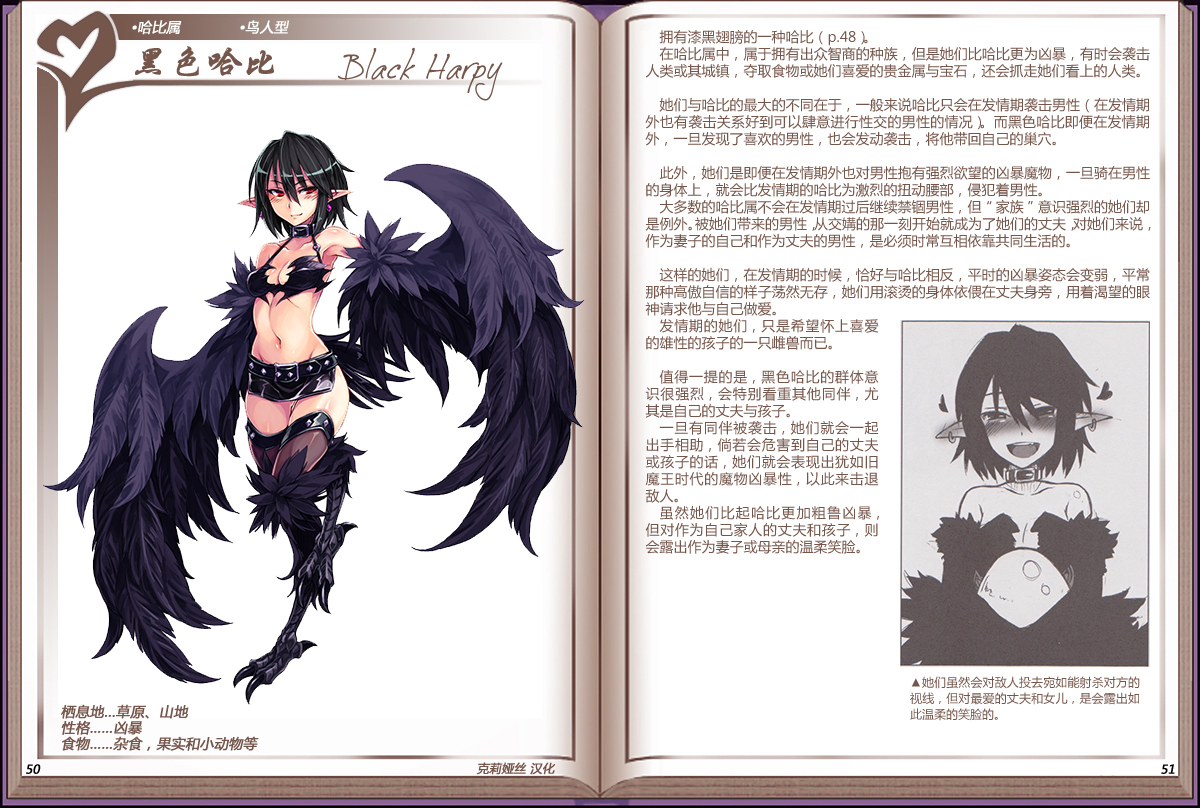 •哈比属 •鸟人型
黑色哈比 Black Harpy
栖息地...草原、山地
性格......凶暴
食物......杂食，果实和小动物等
50
克莉娅丝 汉化
拥有漆黑翅膀的一种哈比（p.48）。
在哈比属中，属于拥有出众智商的种族，但是她们比哈比更为凶暴，有时会袭击
人类或其城镇，夺取食物或她们喜爱的贵金属与宝石，还会抓走她们看上的人类。
她们与哈比的最大的不同在于，一般来说哈比只会在发情期袭击男性（在发情期
外也有袭击关系好到可以肆意进行性交的男性的情况）。而黑色哈比即便在发情期
外，一旦发现了喜欢的男性，也会发动袭击，将他带回自己的巢穴。
此外，她们是即便在发情期外也对男性抱有强烈欲望的凶暴魔物，一旦骑在男性
的身体上，就会比发情期的哈比为激烈的扭动腰部，侵犯着男性。
大多数的哈比属不会在发情期过后继续禁锢男性，但“家族”意识强烈的她们却
是例外。被她们带来的男性，从交媾的那一刻开始就成为了她们的丈夫，对她们来说，
作为妻子的自己和作为丈夫的男性，是必须时常互相依靠共同生活的。
这样的她们，在发情期的时候，恰好与哈比相反，平时的凶暴姿态会变弱，平常
那种高傲自信的样子荡然无存，她们用滚烫的身体依偎在丈夫身旁，用着渴望的眼
神请求他与自己做爱。
发情期的她们，只是希望怀上喜爱
的雄性的孩子的一只雌兽而已。
值得一提的是，黑色哈比的群体意
识很强烈，会特别看重其他同伴，尤
其是自己的丈夫与孩子。
一旦有同伴被袭击，她们就会一起
出手相助，倘若会危害到自己的丈夫
或孩子的话，她们就会表现出犹如旧
魔王时代的魔物凶暴性，以此来击退
敌人。
虽然她们比起哈比更加粗鲁凶暴，
但对作为自己家人的丈夫和孩子，则
会露出作为妻子或母亲的温柔笑脸。
▲她们虽然会对敌人投去宛如能射杀对方的
视线，但对最爱的丈夫和女儿，是会露出如
此温柔的笑脸的。
51